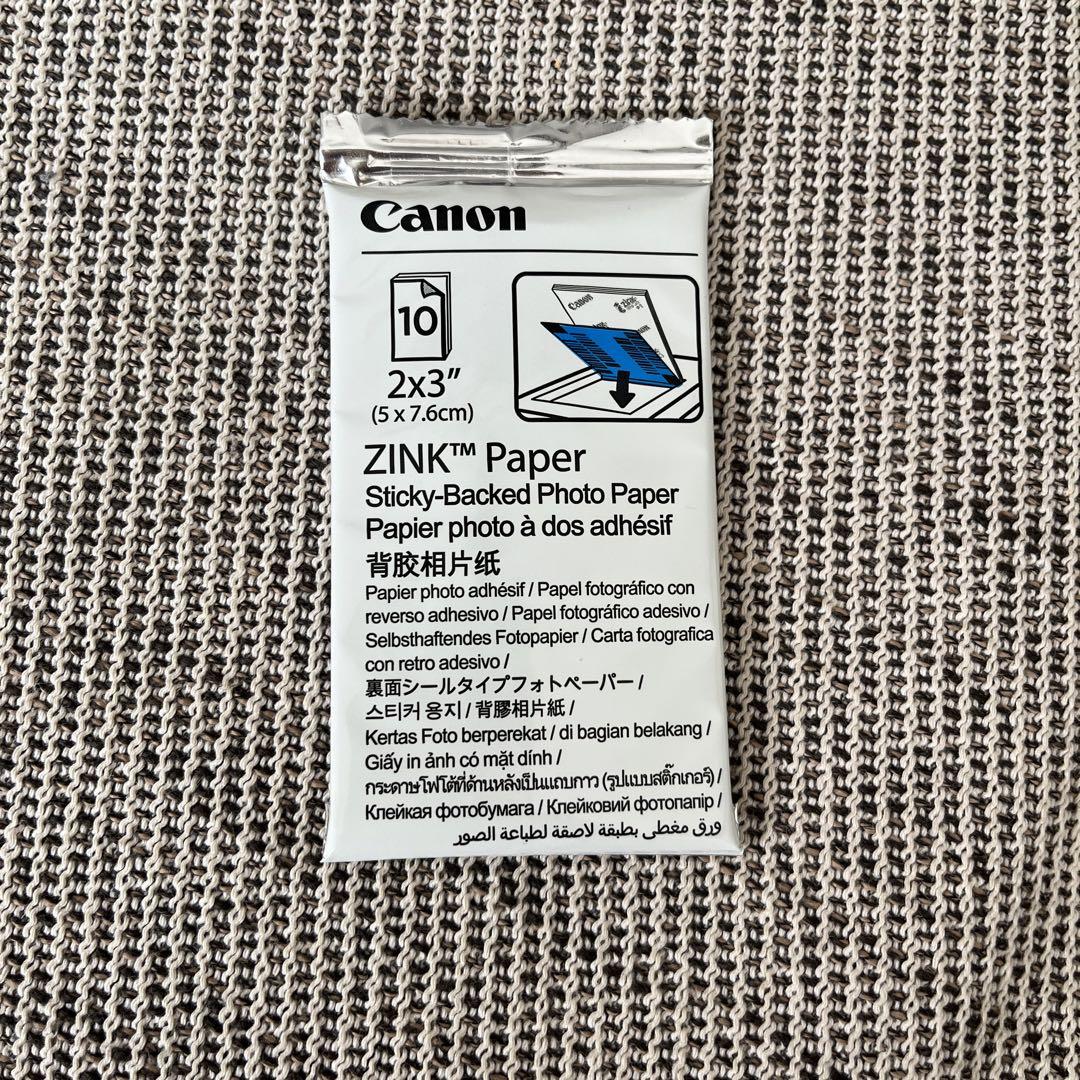 Canon
10
Canon
2x3"
(5 x 7.6cm)
ZINK™ Paper
Sticky-Backed Photo Paper
Papier photo à dos adhésif
背胶相片纸
Papier photo adhésif / Papel fotográfico con
reverso adhesivo / Papel fotográfico adesivo /
Selbsthaftendes Fotopapier / Carta fotografica
con retro adesivo /
裏面シールタイプフォトペーパー /
스티커 용지 / 背膠相片紙 /
Kertas Foto berperekat / di bagian belakang /
Giấy in ảnh có mặt dính /
กระดาษโฟโต้ที่ด้านหลังเป็นแถบกาว (รูปแบบสติ๊กเกอร์) /
Клейкая фотобумага / Клейковий фотопапір /
ورق مغطى بطبقة لاصقة لطباعة الصور